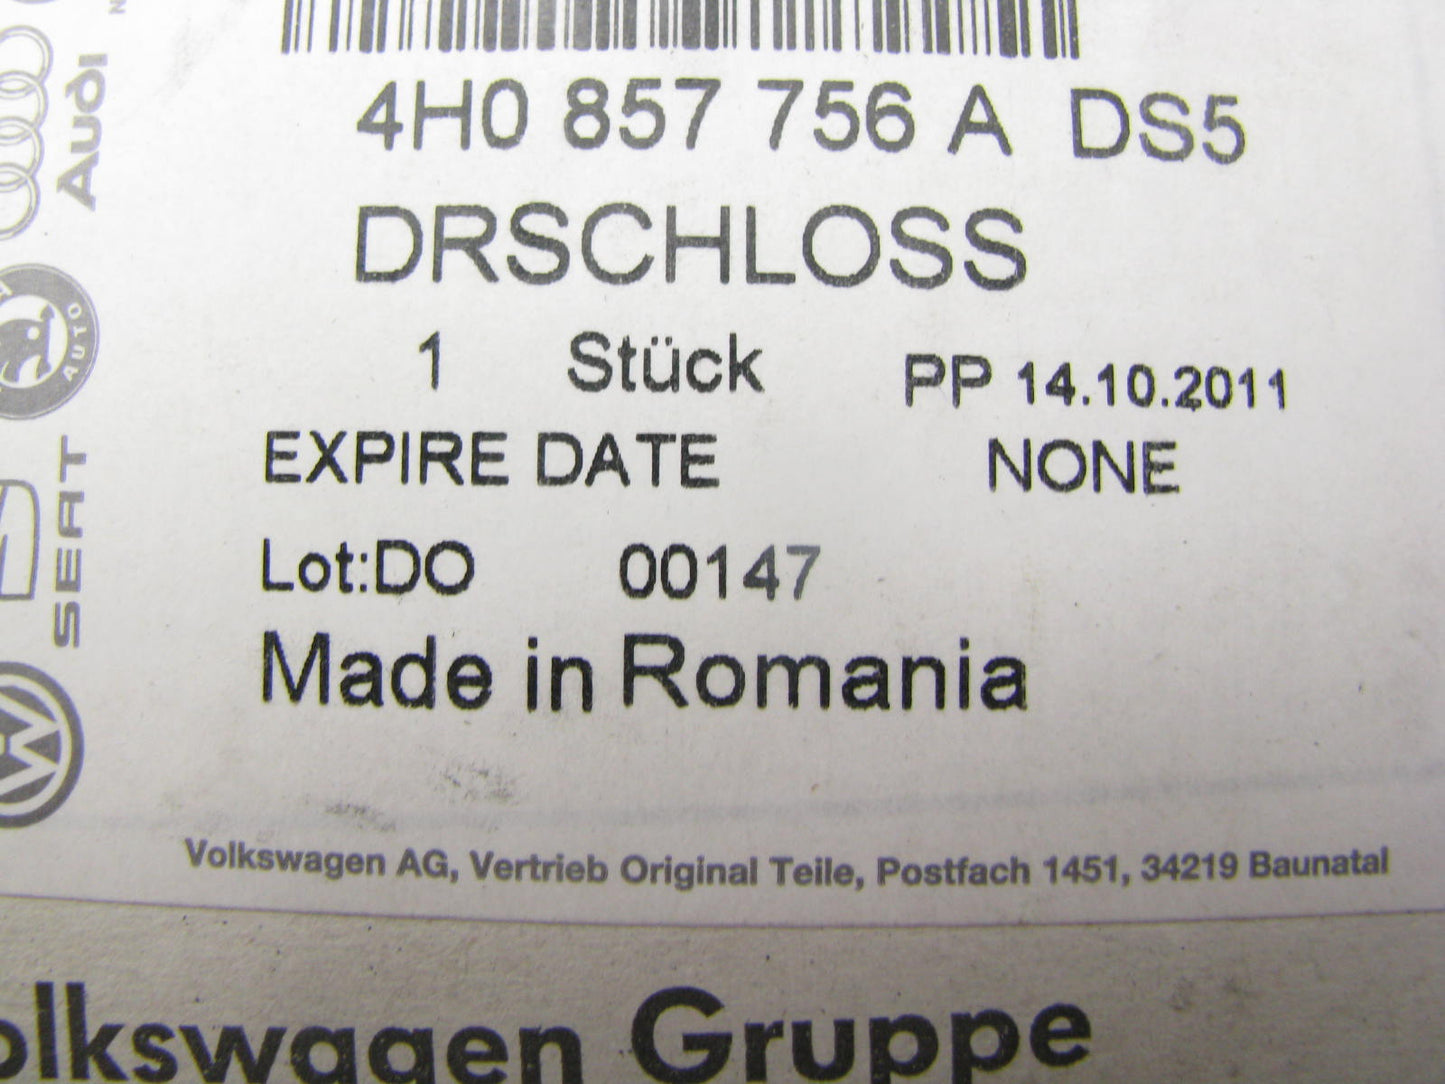 4H0 857 756 A DS5
DRSCHLOSS
1 Stück PP 14.10.2011
EXPIRE DATE NONE
Lot:DO 00147
Made in Romania
Volkswagen AG, Vertrieb Original Teile, Postfach 1451, 34219 Baunatal
olkswagen Gruppe
Audi
AUTO
SEAT